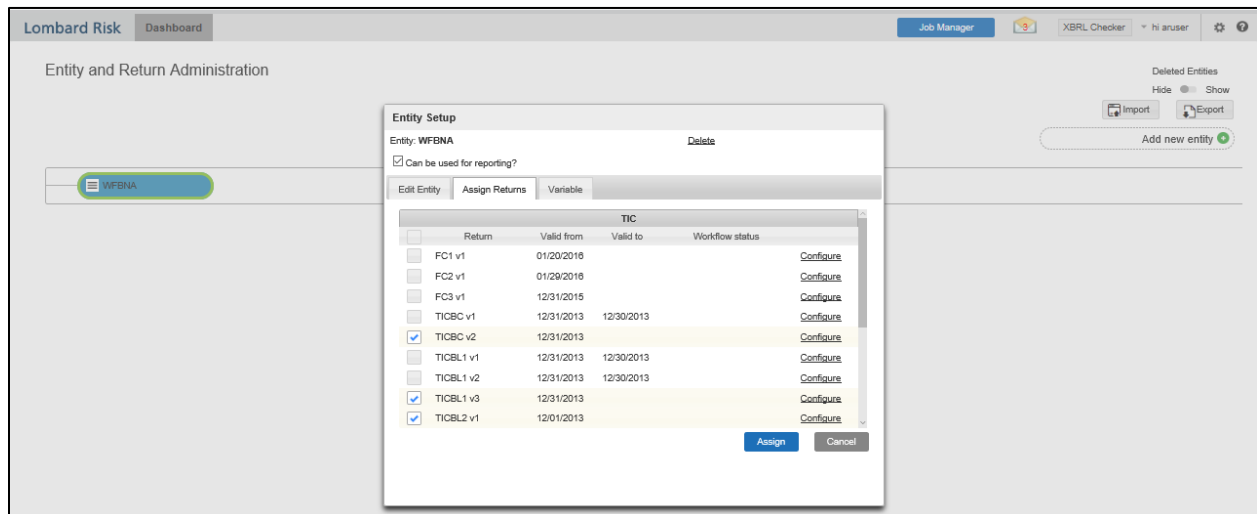 Lombard Risk Dashboard Job Manager 3 XBRL Checker hi aruser
Entity and Return Administration
Deleted Entities
Hide Show
Import Export
Add new entity
WFBNA
Entity Setup
Entity: WFBNA Delete
Can be used for reporting?
Edit Entity Assign Returns Variable
TIC
Return Valid from Valid to Workflow status
FC1 v1 01/20/2016 Configure
FC2 v1 01/29/2016 Configure
FC3 v1 12/31/2015 Configure
TICBC v1 12/31/2013 12/30/2013 Configure
TICBC v2 12/31/2013 Configure
TICBL1 v1 12/31/2013 12/30/2013 Configure
TICBL1 v2 12/31/2013 12/30/2013 Configure
TICBL1 v3 12/31/2013 Configure
TICBL2 v1 12/01/2013 Configure
Assign Cancel